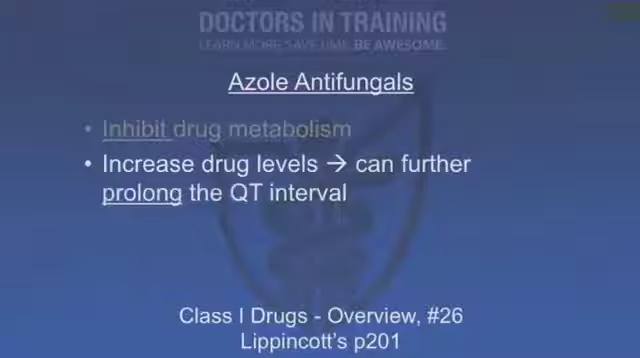 DOCTORS IN TRAINING
LEARN MORE. SAVE TIME. BE AWESOME.
Azole Antifungals
• Inhibit drug metabolism
• Increase drug levels → can further
prolong the QT interval
Class I Drugs - Overview, #26
Lippincott's p201